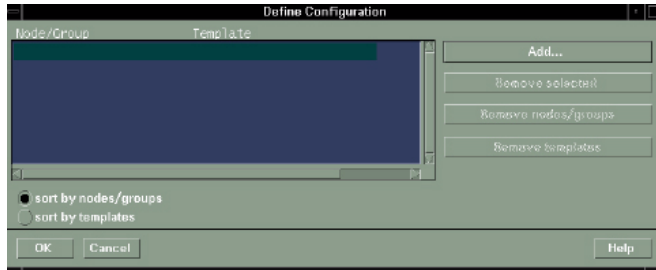 Define Configuration
Node/Group Template
Add...
Remove selected
Remove nodes/groups
Remove templates
sort by nodes/groups
sort by templates
OK Cancel Help